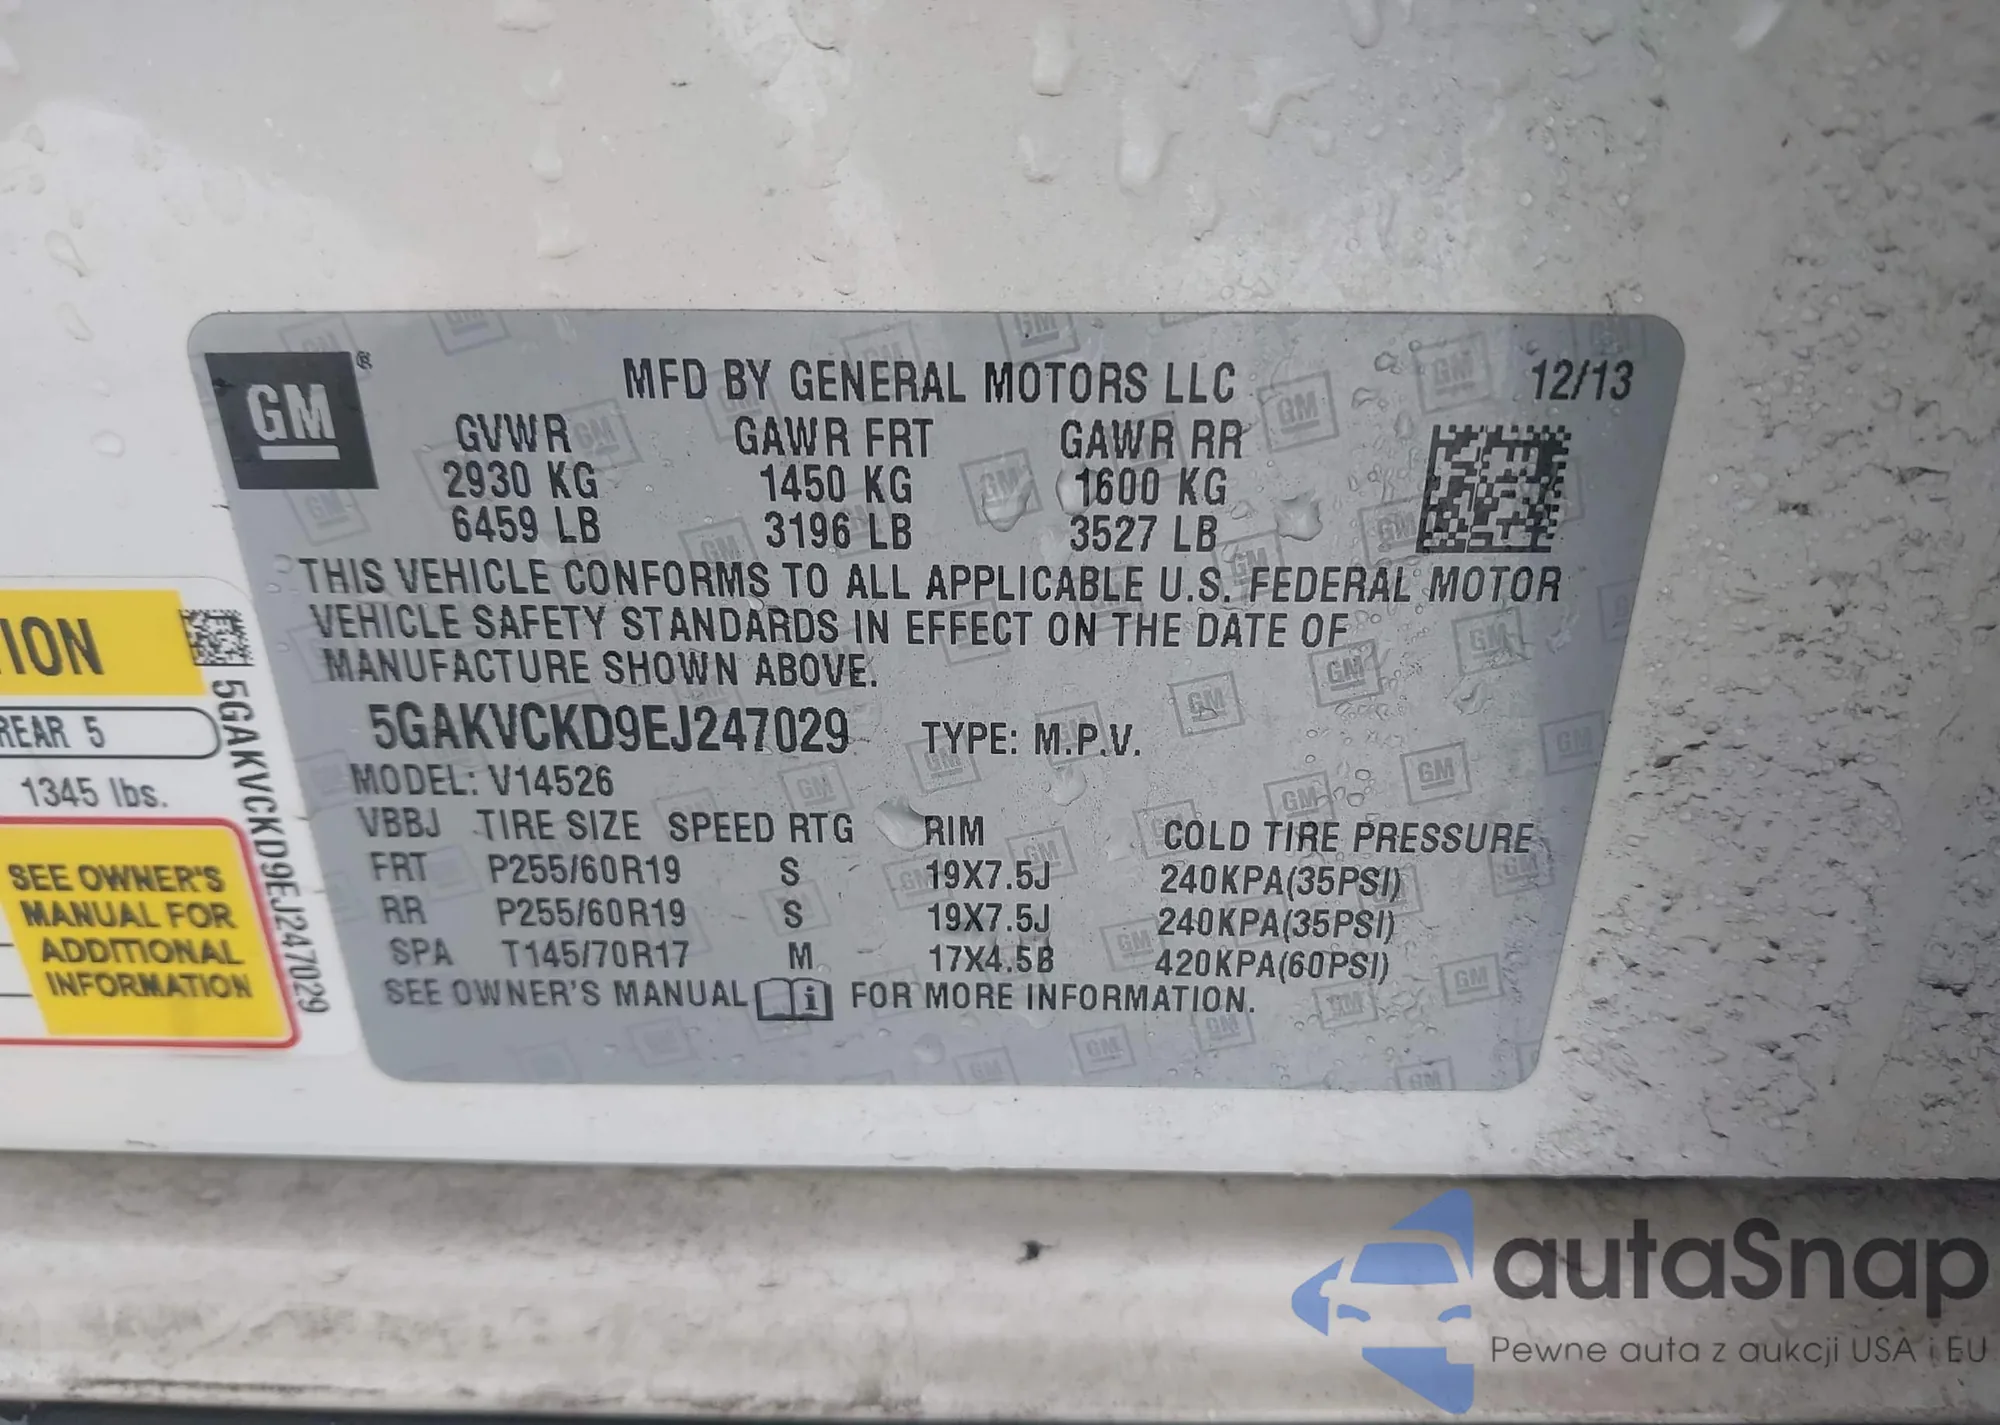 GM ® MFD BY GENERAL MOTORS LLC 12/13
GVWR GAWR FRT GAWR RR
2930 KG 1450 KG 1600 KG
6459 LB 3196 LB 3527 LB
THIS VEHICLE CONFORMS TO ALL APPLICABLE U.S. FEDERAL MOTOR
VEHICLE SAFETY STANDARDS IN EFFECT ON THE DATE OF
MANUFACTURE SHOWN ABOVE.
5GAKVCKD9EJ247029 TYPE: M.P.V.
MODEL: V14526
VBBJ TIRE SIZE SPEED RTG RIM COLD TIRE PRESSURE
FRT P255/60R19 S 19X7.5J 240KPA(35PSI)
RR P255/60R19 S 19X7.5J 240KPA(35PSI)
SPA T145/70R17 M 17X4.5B 420KPA(60PSI)
SEE OWNER'S MANUAL i FOR MORE INFORMATION.
TION
REAR 5
1345 lbs.
SEE OWNER'S
MANUAL FOR
ADDITIONAL
INFORMATION
5GAKVCKD9EJ247029
autaSnap
Pewne auta z aukcji USA i EU